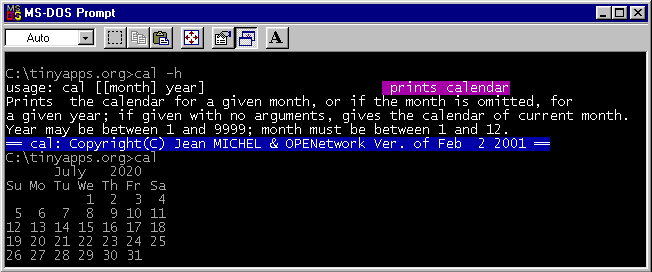 MS-DOS Prompt
Auto
A
C:\tinyapps.org>cal -h
usage: cal [[month] year] prints calendar
Prints  the calendar for a given month, or if the month is omitted, for
a given year; if given with no arguments, gives the calendar of current month.
Year may be between 1 and 9999; month must be between 1 and 12.
══ cal: Copyright(C) Jean MICHEL & OPENetwork Ver. of Feb  2 2001 ══
C:\tinyapps.org>cal
      July   2020
Su Mo Tu We Th Fr Sa
          1  2  3  4
 5  6  7  8  9 10 11
12 13 14 15 16 17 18
19 20 21 22 23 24 25
26 27 28 29 30 31